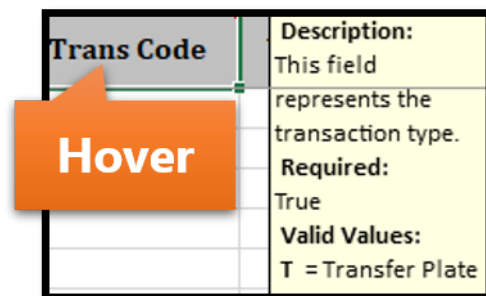 Trans Code
Hover
Description:
This field
represents the
transaction type.
Required:
True
Valid Values:
T = Transfer Plate